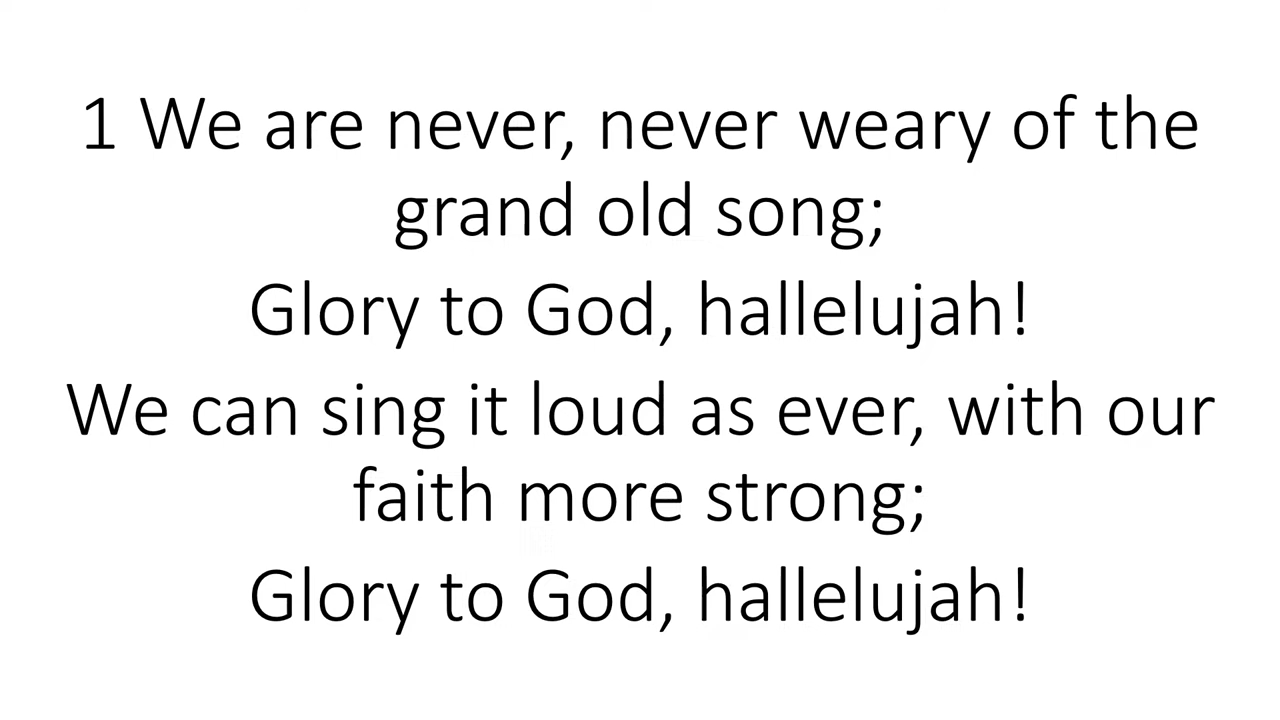 1 We are never, never weary of the
grand old song;
Glory to God, hallelujah!
We can sing it loud as ever, with our
faith more strong;
Glory to God, hallelujah!